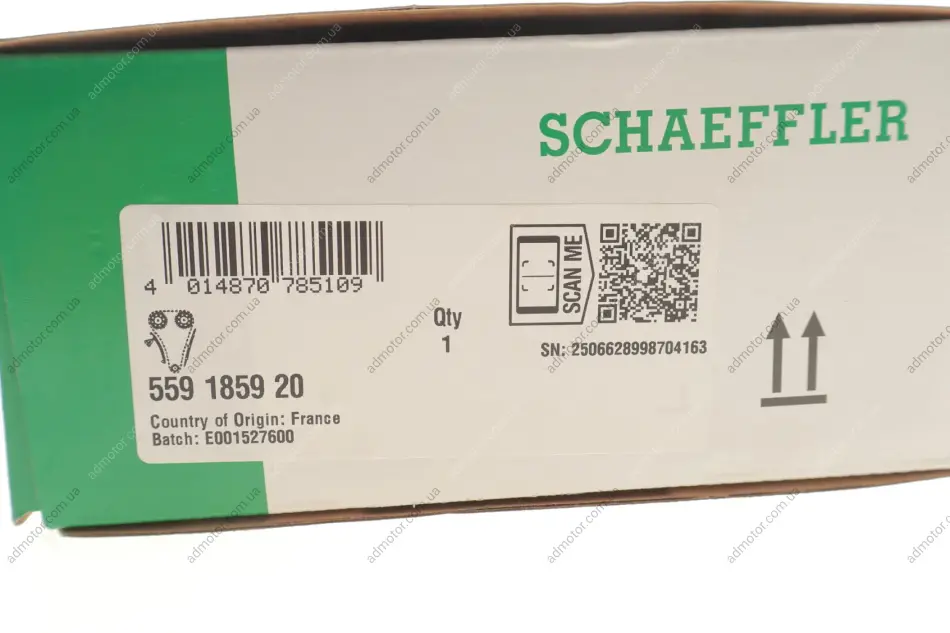 SCHAEFFLER
4 014870 785109
SCAN ME
Qty
1
SN: 2506628998704163
559 1859 20
Country of Origin: France
Batch: E001527600
admotor.com.ua